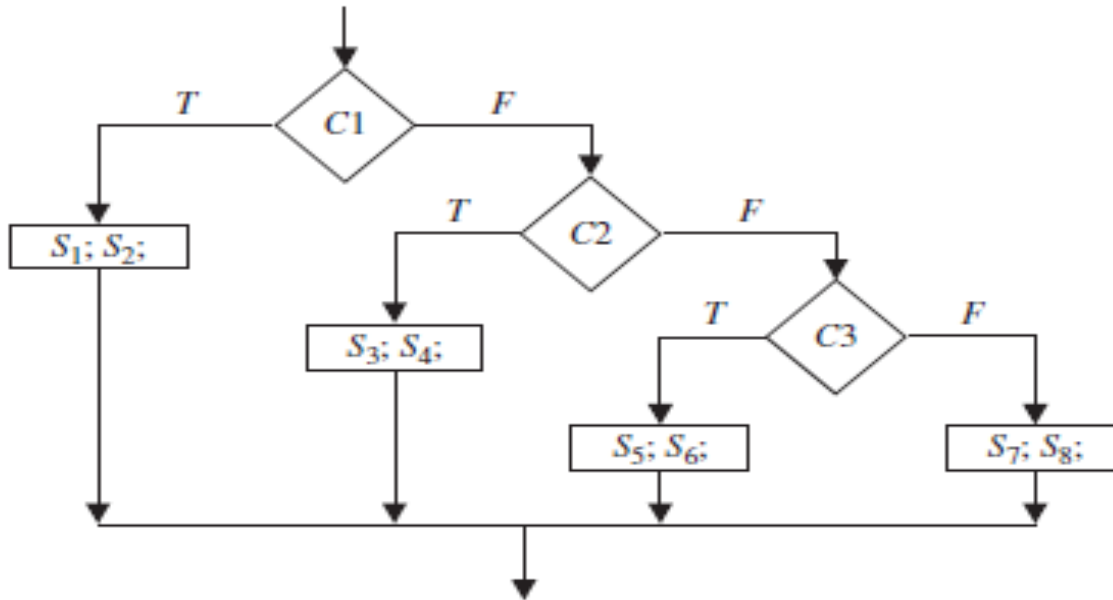 T
C1
F
T
C2
F
S₁; S₂;
T
C3
F
S₃; S₄;
S₅; S₆;
S₇; S₈;